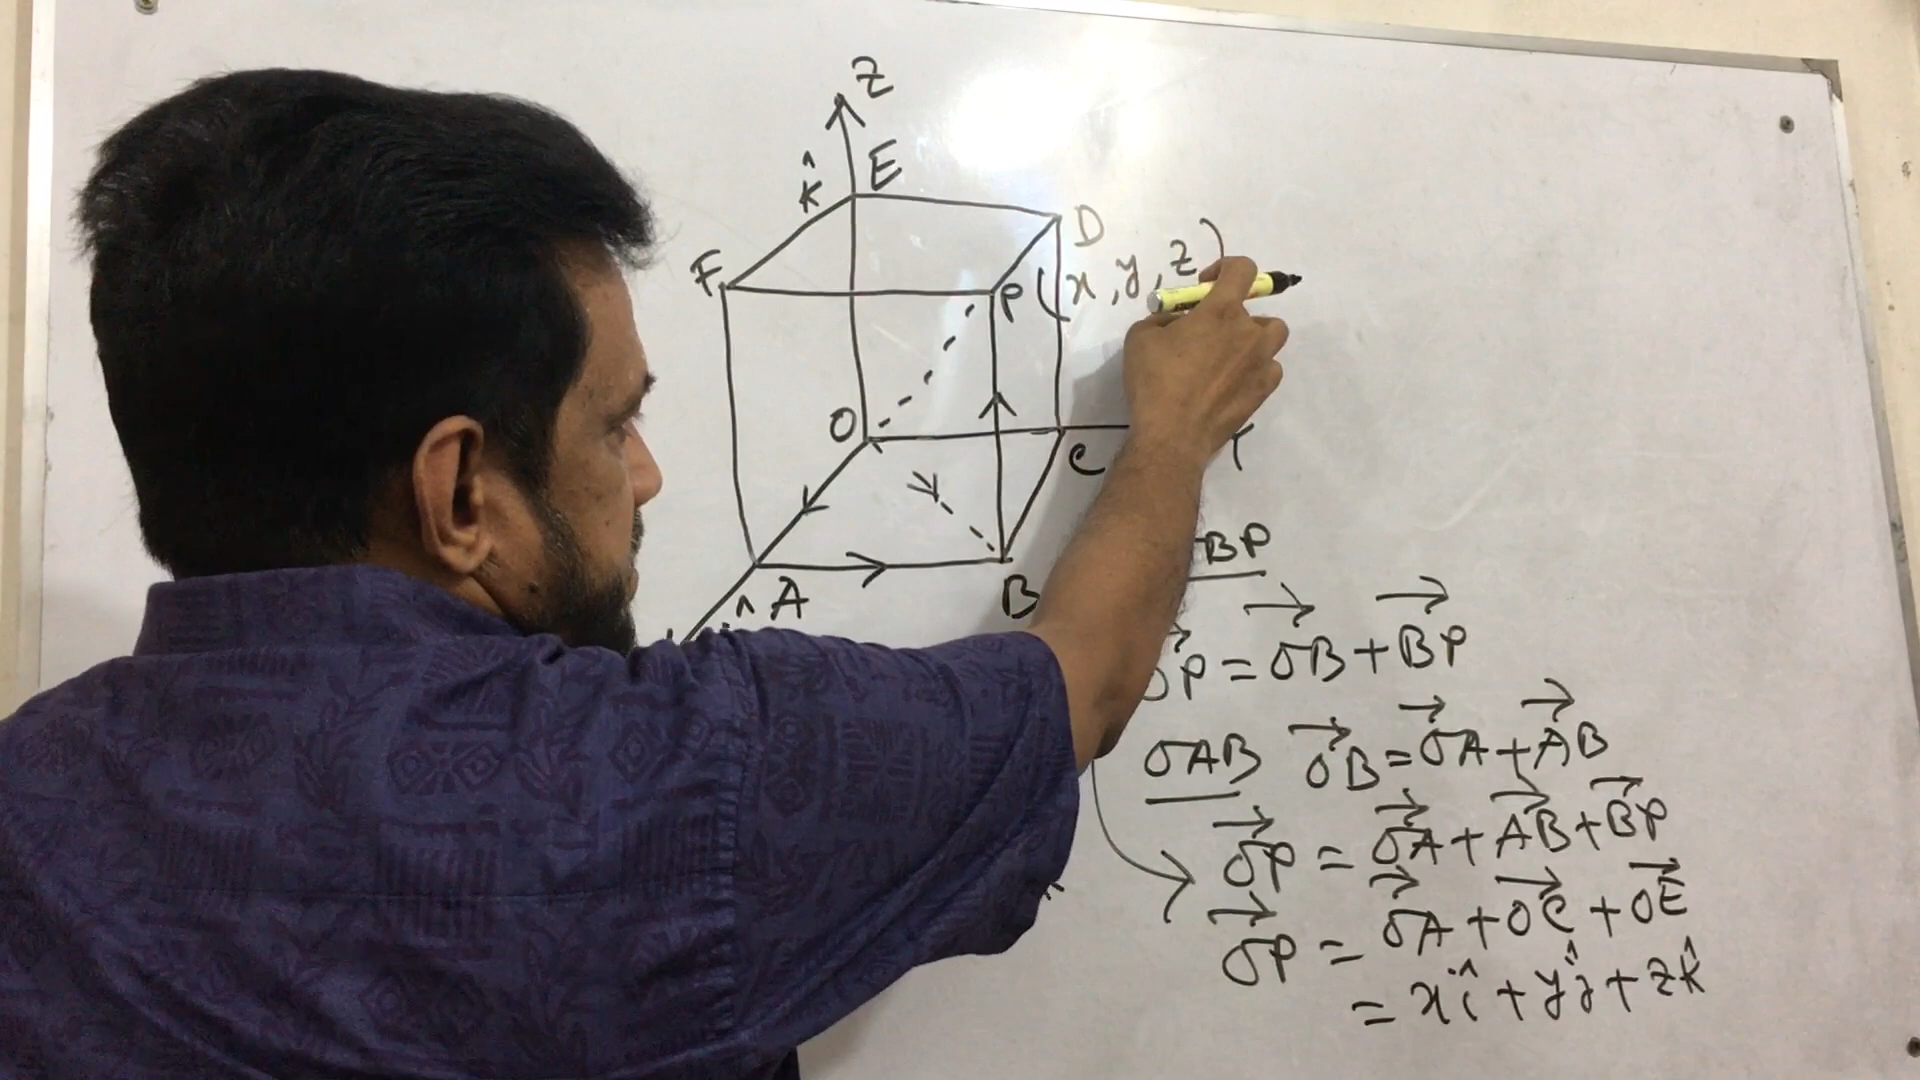 Z
k̂ E
D
F P (x, y, z)
O
C Y
A B
BP
OP⃗ = OB⃗ + BP⃗
OAB OB⃗ = OA⃗ + AB⃗
OP⃗ = OA⃗ + AB⃗ + BP⃗
OP⃗ = OA⃗ + OC⃗ + OE⃗
= xî + yĵ + zk̂